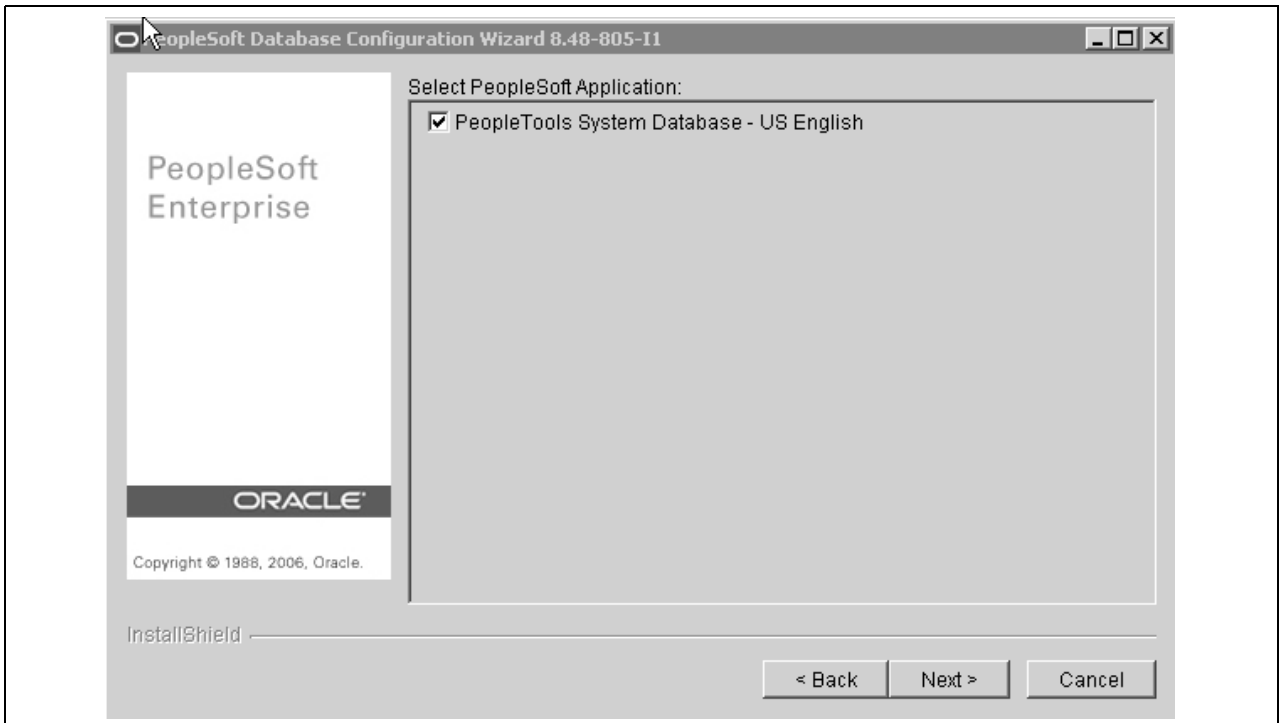 PeopleSoft Database Configuration Wizard 8.48-805-I1
Select PeopleSoft Application:
PeopleTools System Database - US English
PeopleSoft
Enterprise
ORACLE
Copyright © 1988, 2006, Oracle.
InstallShield
< Back
Next >
Cancel